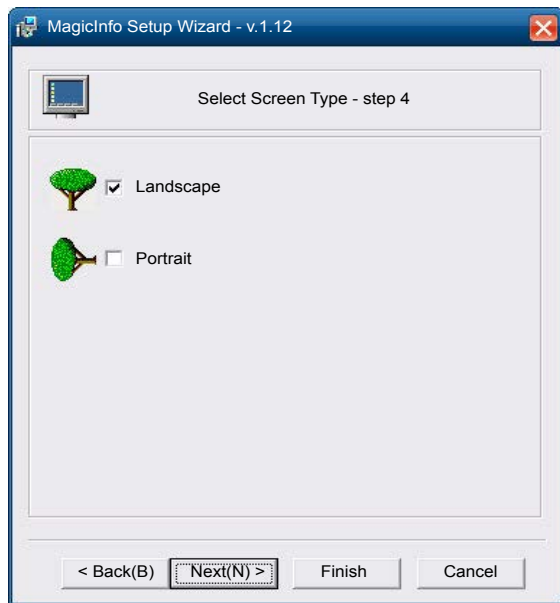 MagicInfo Setup Wizard - v.1.12
Select Screen Type - step 4
Landscape
Portrait
< Back(B) Next(N) > Finish Cancel